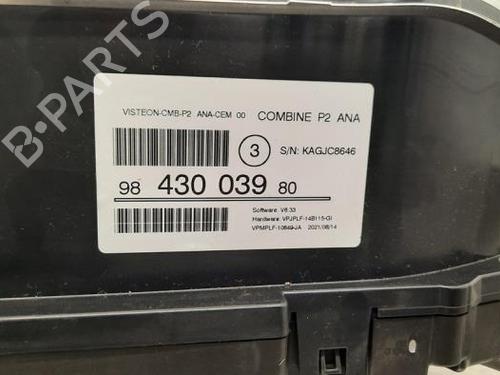 VISTEON-CMB-P2 ANA-CEM 00 COMBINE P2 ANA
3 S/N: KAGJC8646
98 430 039 80
Software: V6.33
Hardware: VPJPLF-14B115-GI
VPMPLF-10849-JA 2021/08/14
B-PARTS